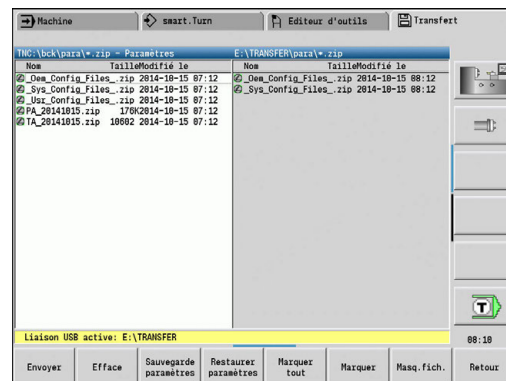 Machine smart.Turn Editeur d'outils Transfert
TNC:\bck\para\*.zip - Paramètres E:\TRANSFER\para\*.zip
Nom TailleModifié le Nom TailleModifié le
_Oem_Config_Files_.zip 2014-10-15 07:12 _Oem_Config_Files_.zip 2014-10-15 08:12
_Sys_Config_Files_.zip 2014-10-15 07:12 _Sys_Config_Files_.zip 2014-10-15 08:12
_Usr_Config_Files_.zip 2014-10-15 07:12
PA_20141015.zip 176K2014-10-15 07:12
TA_20141015.zip 10602 2014-10-15 07:12
T
Liaison USB active: E:\TRANSFER
08:10
Envoyer Efface Sauvegarde paramètres Restaurer paramètres Marquer tout Marquer Masq.fich. Retour